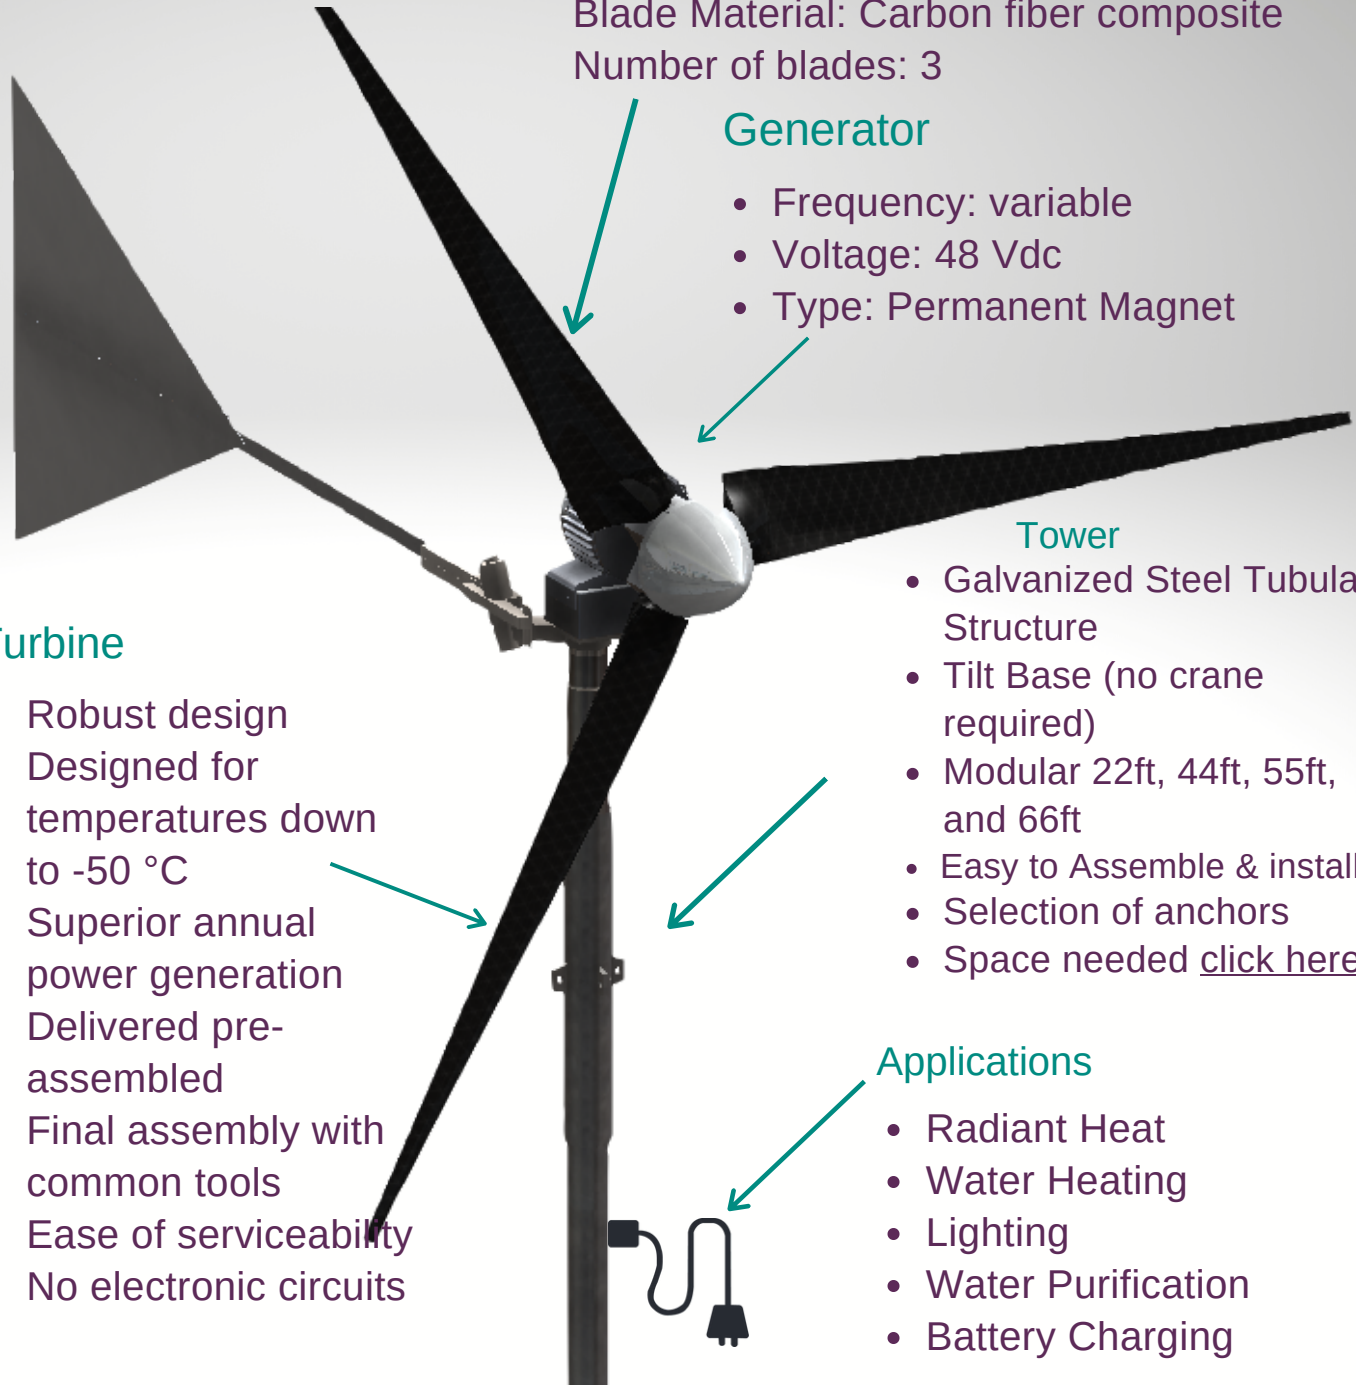 Blade Material: Carbon fiber composite
Number of blades: 3
Generator
• Frequency: variable
• Voltage: 48 Vdc
• Type: Permanent Magnet
Tower
• Galvanized Steel Tubula
Structure
• Tilt Base (no crane
required)
• Modular 22ft, 44ft, 55ft,
and 66ft
• Easy to Assemble & install
• Selection of anchors
• Space needed click here
Turbine
Robust design
Designed for
temperatures down
to -50 °C
Superior annual
power generation
Delivered pre-
assembled
Final assembly with
common tools
Ease of serviceability
No electronic circuits
Applications
• Radiant Heat
• Water Heating
• Lighting
• Water Purification
• Battery Charging